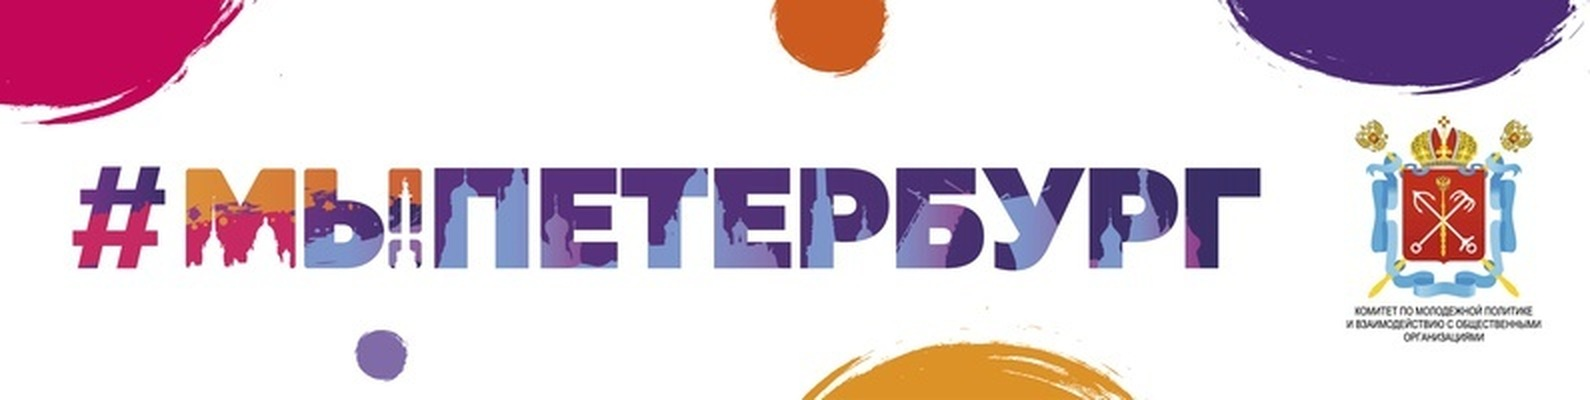 #МЫПЕТЕРБУРГ
КОМИТЕТ ПО МОЛОДЕЖНОЙ ПОЛИТИКЕ
И ВЗАИМОДЕЙСТВИЮ С ОБЩЕСТВЕННЫМИ
ОРГАНИЗАЦИЯМИ